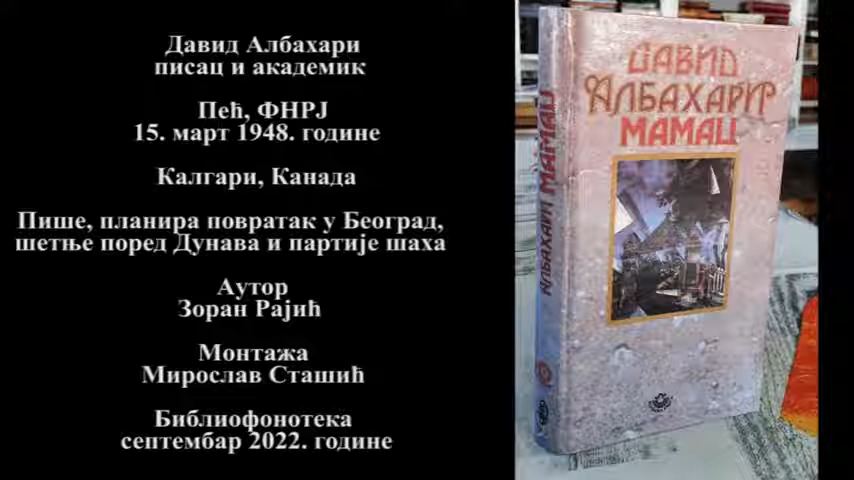 Давид Албахари
писац и академик
Пећ, ФНРЈ
15. март 1948. године
Калгари, Канада
Пише, планира повратак у Београд,
шетње поред Дунава и партије шаха
Аутор
Зоран Рајић
Монтажа
Мирослав Сташић
Библиофонотека
септембар 2022. године
ДАВИД
АЛБАХАРИ
МАМАЦ
АЛБАХАРИ МАМАЦ